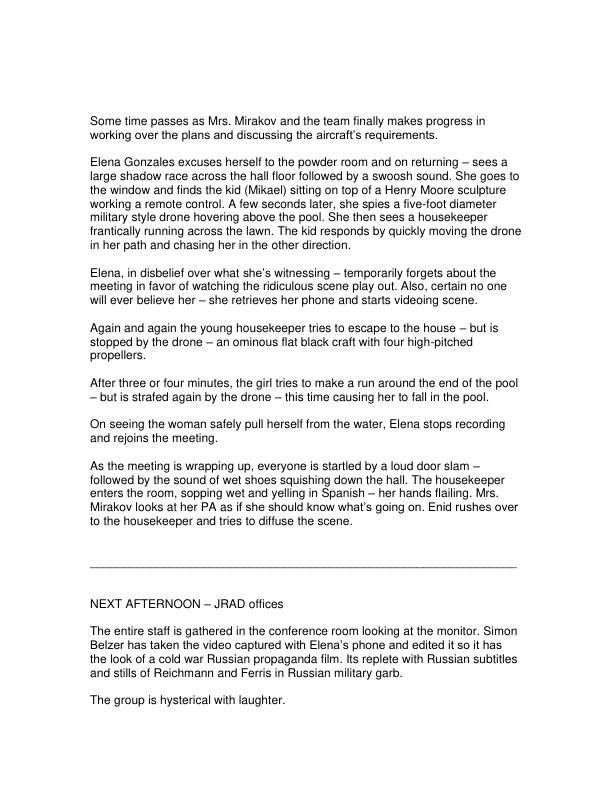 Some time passes as Mrs. Mirakov and the team finally makes progress in
working over the plans and discussing the aircraft's requirements.
Elena Gonzales excuses herself to the powder room and on returning – sees a
large shadow race across the hall floor followed by a swoosh sound. She goes to
the window and finds the kid (Mikael) sitting on top of a Henry Moore sculpture
working a remote control. A few seconds later, she spies a five-foot diameter
military style drone hovering above the pool. She then sees a housekeeper
frantically running across the lawn. The kid responds by quickly moving the drone
in her path and chasing her in the other direction.
Elena, in disbelief over what she's witnessing – temporarily forgets about the
meeting in favor of watching the ridiculous scene play out. Also, certain no one
will ever believe her – she retrieves her phone and starts videoing scene.
Again and again the young housekeeper tries to escape to the house – but is
stopped by the drone – an ominous flat black craft with four high-pitched
propellers.
After three or four minutes, the girl tries to make a run around the end of the pool
– but is strafed again by the drone – this time causing her to fall in the pool.
On seeing the woman safely pull herself from the water, Elena stops recording
and rejoins the meeting.
As the meeting is wrapping up, everyone is startled by a loud door slam –
followed by the sound of wet shoes squishing down the hall. The housekeeper
enters the room, sopping wet and yelling in Spanish – her hands flailing. Mrs.
Mirakov looks at her PA as if she should know what's going on. Enid rushes over
to the housekeeper and tries to diffuse the scene.
NEXT AFTERNOON – JRAD offices
The entire staff is gathered in the conference room looking at the monitor. Simon
Belzer has taken the video captured with Elena's phone and edited it so it has
the look of a cold war Russian propaganda film. Its replete with Russian subtitles
and stills of Reichmann and Ferris in Russian military garb.
The group is hysterical with laughter.